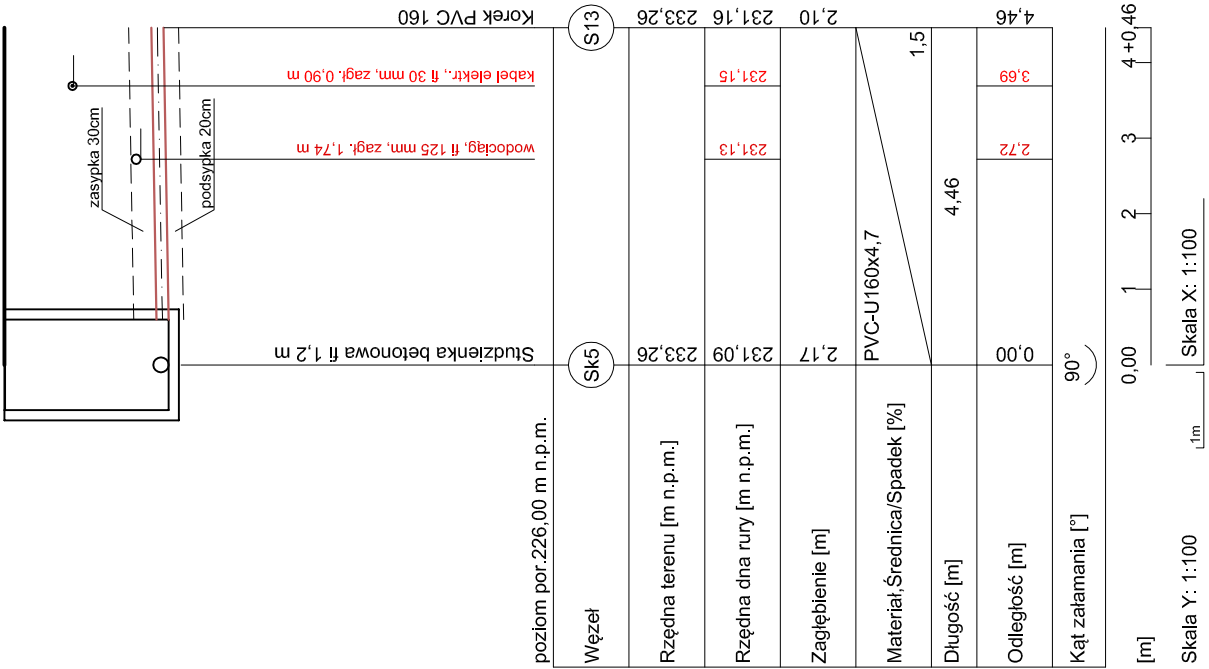 zasypka 30cm
podsypka 20cm
Studzienka betonowa fi 1,2 m
wodociąg, fi 125 mm, zagł. 1,74 m
kabel elektr., fi 30 mm, zagł. 0,90 m
Korek PVC 160
poziom por.226,00 m n.p.m.
Węzeł Sk5 S13
Rzędna terenu [m n.p.m.] 233,26 233,26
Rzędna dna rury [m n.p.m.] 231,09 231,13 231,15 231,16
Zagłębienie [m] 2,17 2,10
Materiał,Średnica/Spadek [%] PVC-U160x4,7 1,5
Długość [m] 4,46
Odległość [m] 0,00 2,72 3,69 4,46
Kąt załamania [°] 90°
[m] 0,00 1 2 3 4 +0,46
Skala Y: 1:100 1m Skala X: 1:100